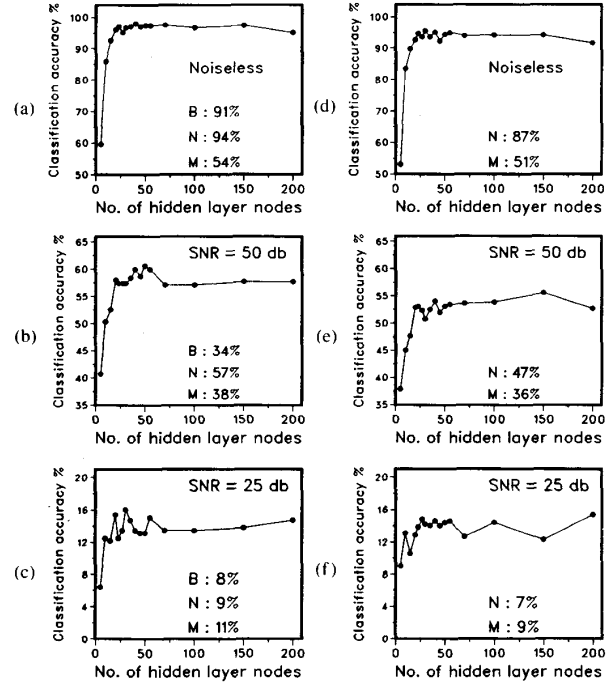 (a)
Classification accuracy %
100
90
80
70
60
50
Noiseless
B : 91%
N : 94%
M : 54%
0 50 100 150 200
No. of hidden layer nodes
(d)
Classification accuracy %
100
90
80
70
60
50
Noiseless
N : 87%
M : 51%
0 50 100 150 200
No. of hidden layer nodes
(b)
Classification accuracy %
65
60
55
50
45
40
35
SNR = 50 db
B : 34%
N : 57%
M : 38%
0 50 100 150 200
No. of hidden layer nodes
(e)
Classification accuracy %
65
60
55
50
45
40
35
SNR = 50 db
N : 47%
M : 36%
0 50 100 150 200
No. of hidden layer nodes
(c)
Classification accuracy %
20
16
12
8
4
0
SNR = 25 db
B : 8%
N : 9%
M : 11%
0 50 100 150 200
No. of hidden layer nodes
(f)
Classification accuracy %
20
16
12
8
4
0
SNR = 25 db
N : 7%
M : 9%
0 50 100 150 200
No. of hidden layer nodes